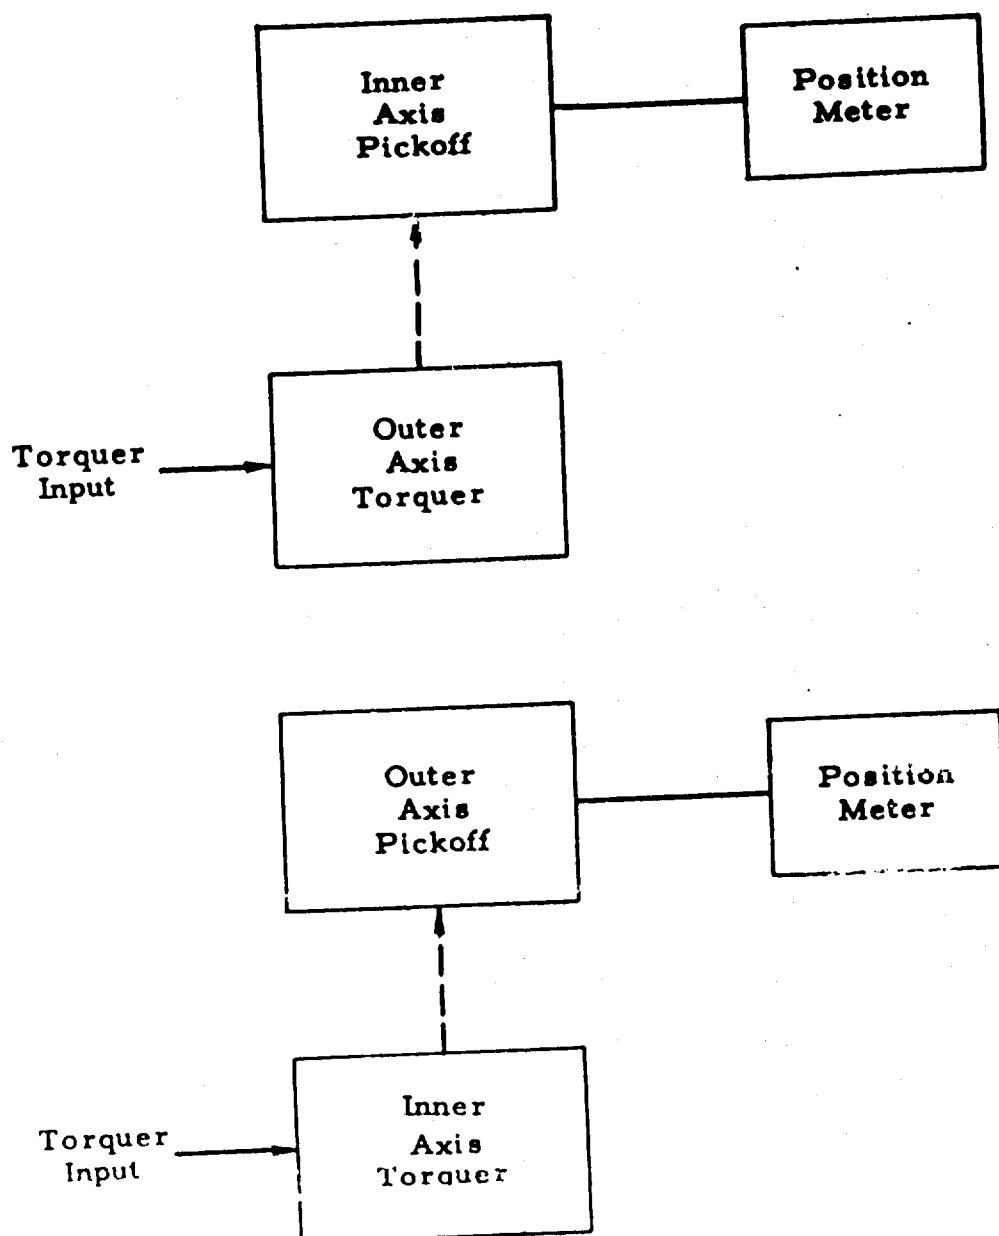 Inner
Axis
Pickoff
Position
Meter
Torquer
Input
Outer
Axis
Torquer
Outer
Axis
Pickoff
Position
Meter
Torquer
Input
Inner
Axis
Torquer